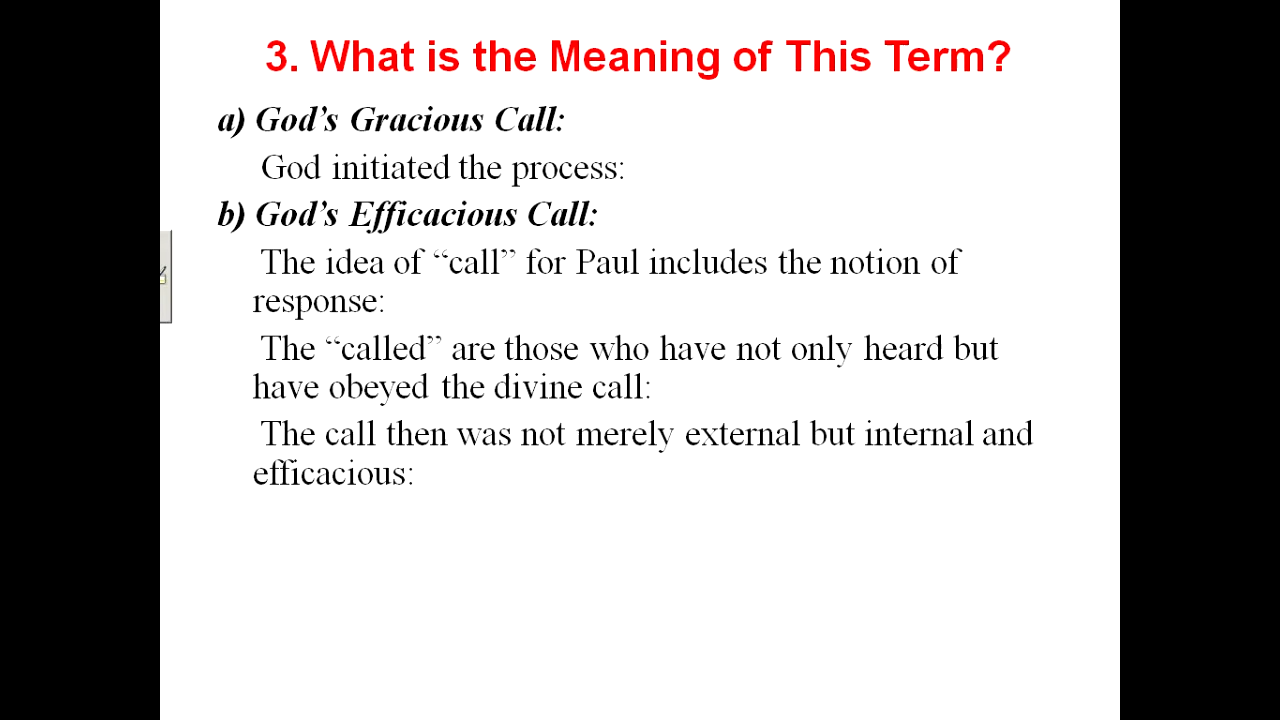 3. What is the Meaning of This Term?
a) God’s Gracious Call:
God initiated the process:
b) God’s Efficacious Call:
The idea of “call” for Paul includes the notion of
response:
The “called” are those who have not only heard but
have obeyed the divine call:
The call then was not merely external but internal and
efficacious: